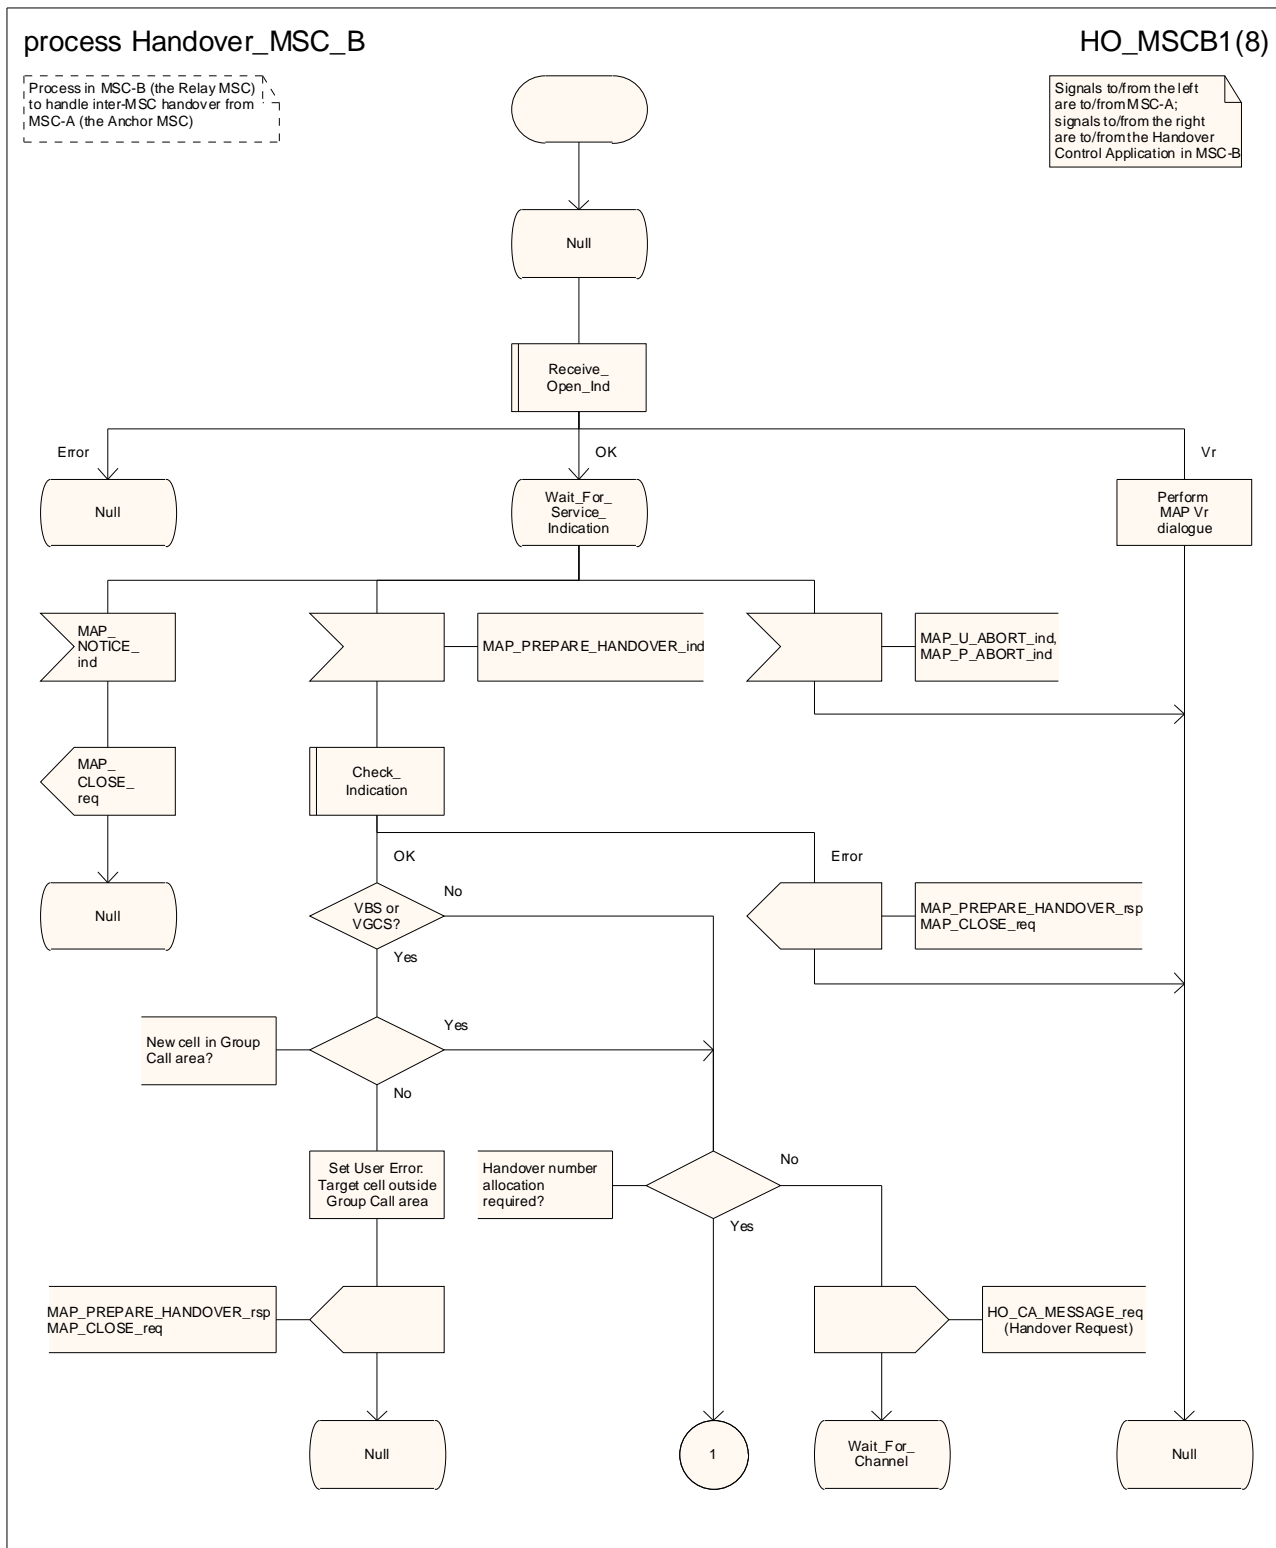 process Handover_MSC_B
HO_MSCB1(8)
Process in MSC-B (the Relay MSC)
to handle inter-MSC handover from
MSC-A (the Anchor MSC)
Signals to/from the left
are to/from MSC-A;
signals to/from the right
are to/from the Handover
Control Application in MSC-B
Null
Receive_
Open_Ind
Error
OK
Vr
Null
Wait_For_
Service_
Indication
Perform
MAP Vr
dialogue
MAP_
NOTICE_
ind
MAP_PREPARE_HANDOVER_ind
MAP_U_ABORT_ind,
MAP_P_ABORT_ind
MAP_
CLOSE_
req
Check_
Indication
OK
Error
Null
VBS or
VGCS?
No
Yes
MAP_PREPARE_HANDOVER_rsp
MAP_CLOSE_req
New cell in Group
Call area?
Yes
No
Set User Error:
Target cell outside
Group Call area
Handover number
allocation
required?
No
Yes
MAP_PREPARE_HANDOVER_rsp
MAP_CLOSE_req
HO_CA_MESSAGE_req
(Handover Request)
Null
1
Wait_For_
Channel
Null